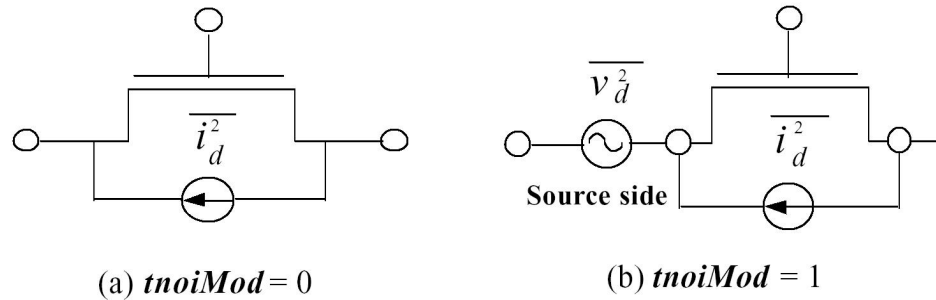 i_d^2
v_d^2
i_d^2
Source side
(a) tnoiMod = 0
(b) tnoiMod = 1